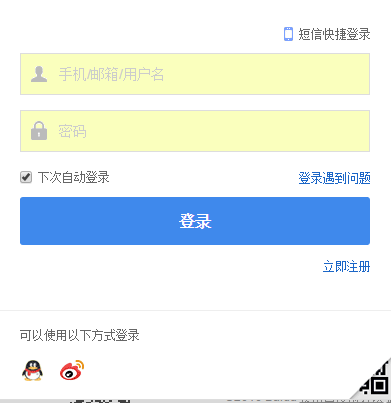 短信快捷登录
手机/邮箱/用户名
密码
下次自动登录 登录遇到问题
登录
立即注册
可以使用以下方式登录